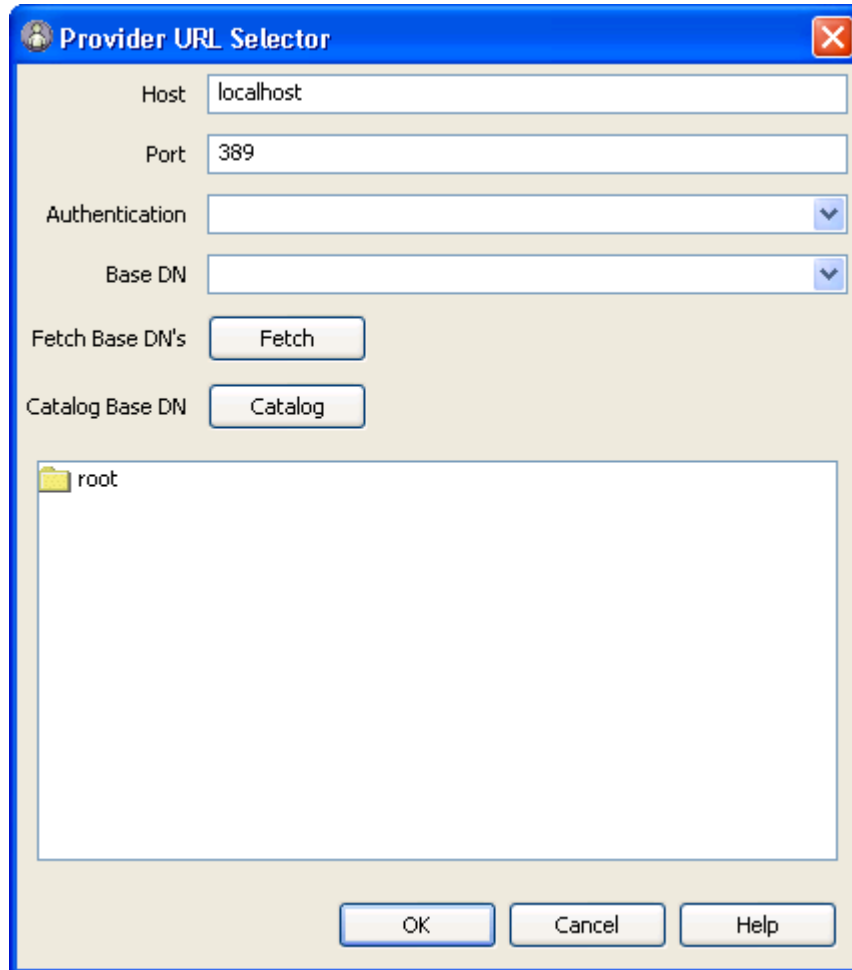 Provider URL Selector
Host localhost
Port 389
Authentication
Base DN
Fetch Base DN's Fetch
Catalog Base DN Catalog
root
OK Cancel Help